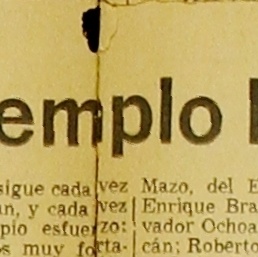 emplo
sigue cada vez
an, y cada vez
pio esfuerzo:
s muy forta-
Mazo, del E
Enrique Bra
vador Ochoa
cán; Roberto